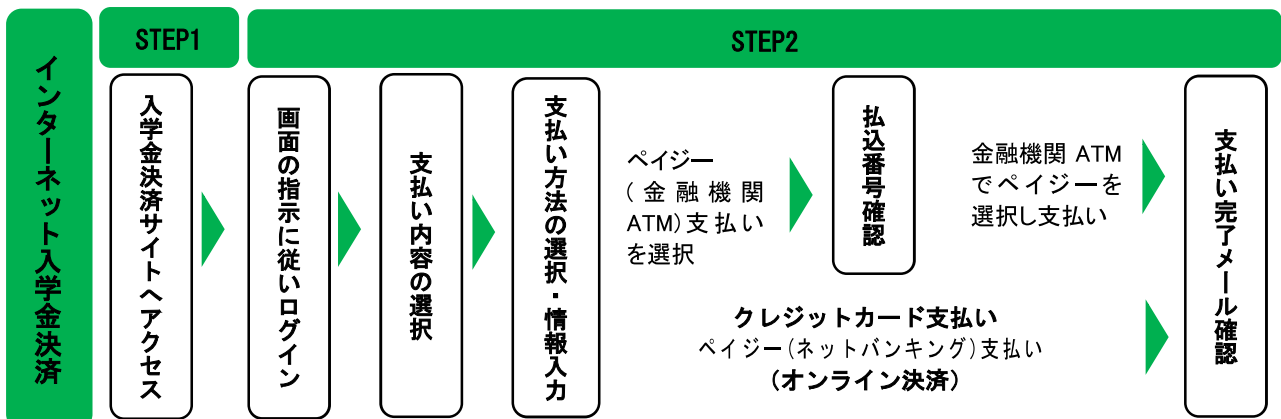 インターネット入学金決済
STEP1
STEP2
入学金決済サイトへアクセス
画面の指示に従いログイン
支払い内容の選択
支払い方法の選択・情報入力
ペイジー
(金融機関
ATM)支払い
を選択
払込番号確認
金融機関 ATM
でペイジーを
選択し支払い
クレジットカード支払い
ペイジー(ネットバンキング)支払い
(オンライン決済)
支払い完了メール確認